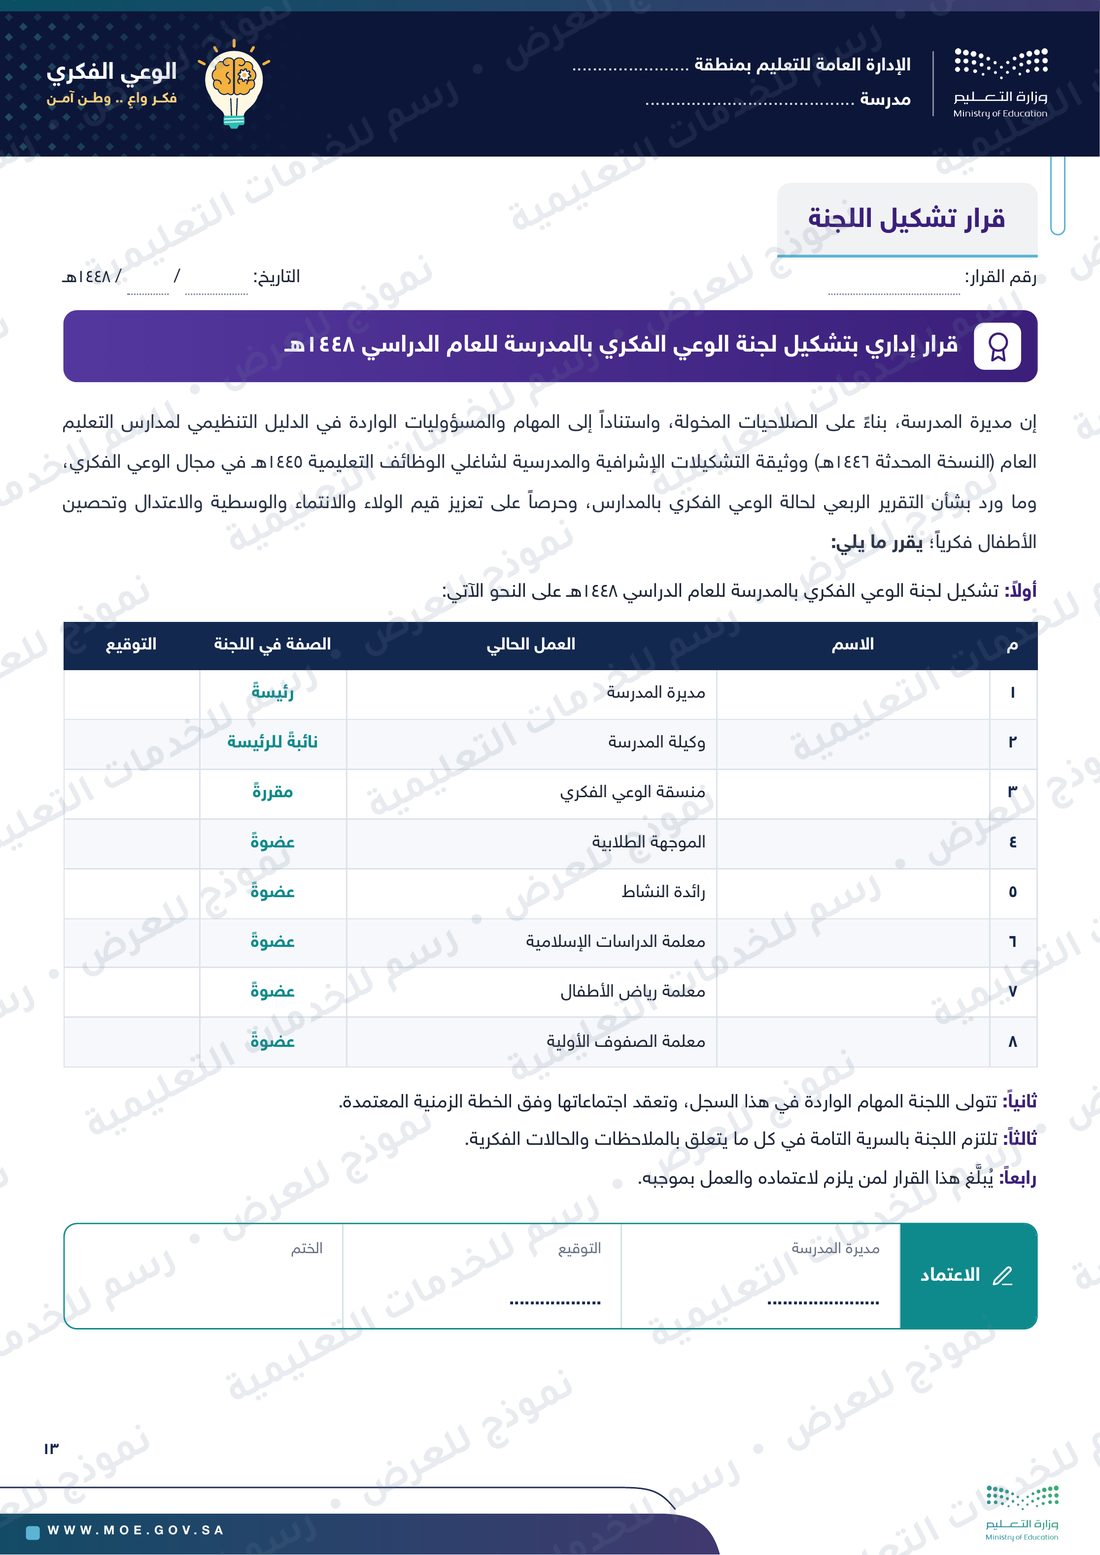 وزارة التعليم
Ministry of Education
الإدارة العامة للتعليم بمنطقة ......................
مدرسة ........................................
الوعي الفكري
فكر واعٍ .. وطن آمن
قرار تشكيل اللجنة
رقم القرار: ......................
التاريخ: ............ / ........ / ١٤٤٨هـ
قرار إداري بتشكيل لجنة الوعي الفكري بالمدرسة للعام الدراسي ١٤٤٨هـ
إن مديرة المدرسة، بناءً على الصلاحيات المخولة، واستناداً إلى المهام والمسؤوليات الواردة في الدليل التنظيمي لمدارس التعليم
العام (النسخة المحدثة ١٤٤٦هـ) ووثيقة التشكيلات الإشرافية والمدرسية لشاغلي الوظائف التعليمية ١٤٤٥هـ في مجال الوعي الفكري،
وما ورد بشأن التقرير الربعي لحالة الوعي الفكري بالمدارس، وحرصاً على تعزيز قيم الولاء والانتماء والوسطية والاعتدال وتحصين
الأطفال فكرياً؛ يقرر ما يلي:
أولاً: تشكيل لجنة الوعي الفكري بالمدرسة للعام الدراسي ١٤٤٨هـ على النحو الآتي:
م الاسم العمل الحالي الصفة في اللجنة التوقيع
١ مديرة المدرسة رئيسةً
٢ وكيلة المدرسة نائبةً للرئيسة
٣ منسقة الوعي الفكري مقررةً
٤ الموجهة الطلابية عضوةً
٥ رائدة النشاط عضوةً
٦ معلمة الدراسات الإسلامية عضوةً
٧ معلمة رياض الأطفال عضوةً
٨ معلمة الصفوف الأولية عضوةً
ثانياً: تتولى اللجنة المهام الواردة في هذا السجل، وتعقد اجتماعاتها وفق الخطة الزمنية المعتمدة.
ثالثاً: تلتزم اللجنة بالسرية التامة في كل ما يتعلق بالملاحظات والحالات الفكرية.
رابعاً: يُبلَّغ هذا القرار لمن يلزم لاعتماده والعمل بموجبه.
الاعتماد
مديرة المدرسة
......................
التوقيع
..................
الختم
١٣
WWW.MOE.GOV.SA
وزارة التعليم
Ministry of Education
نموذج للعرض • رسم للخدمات التعليمية